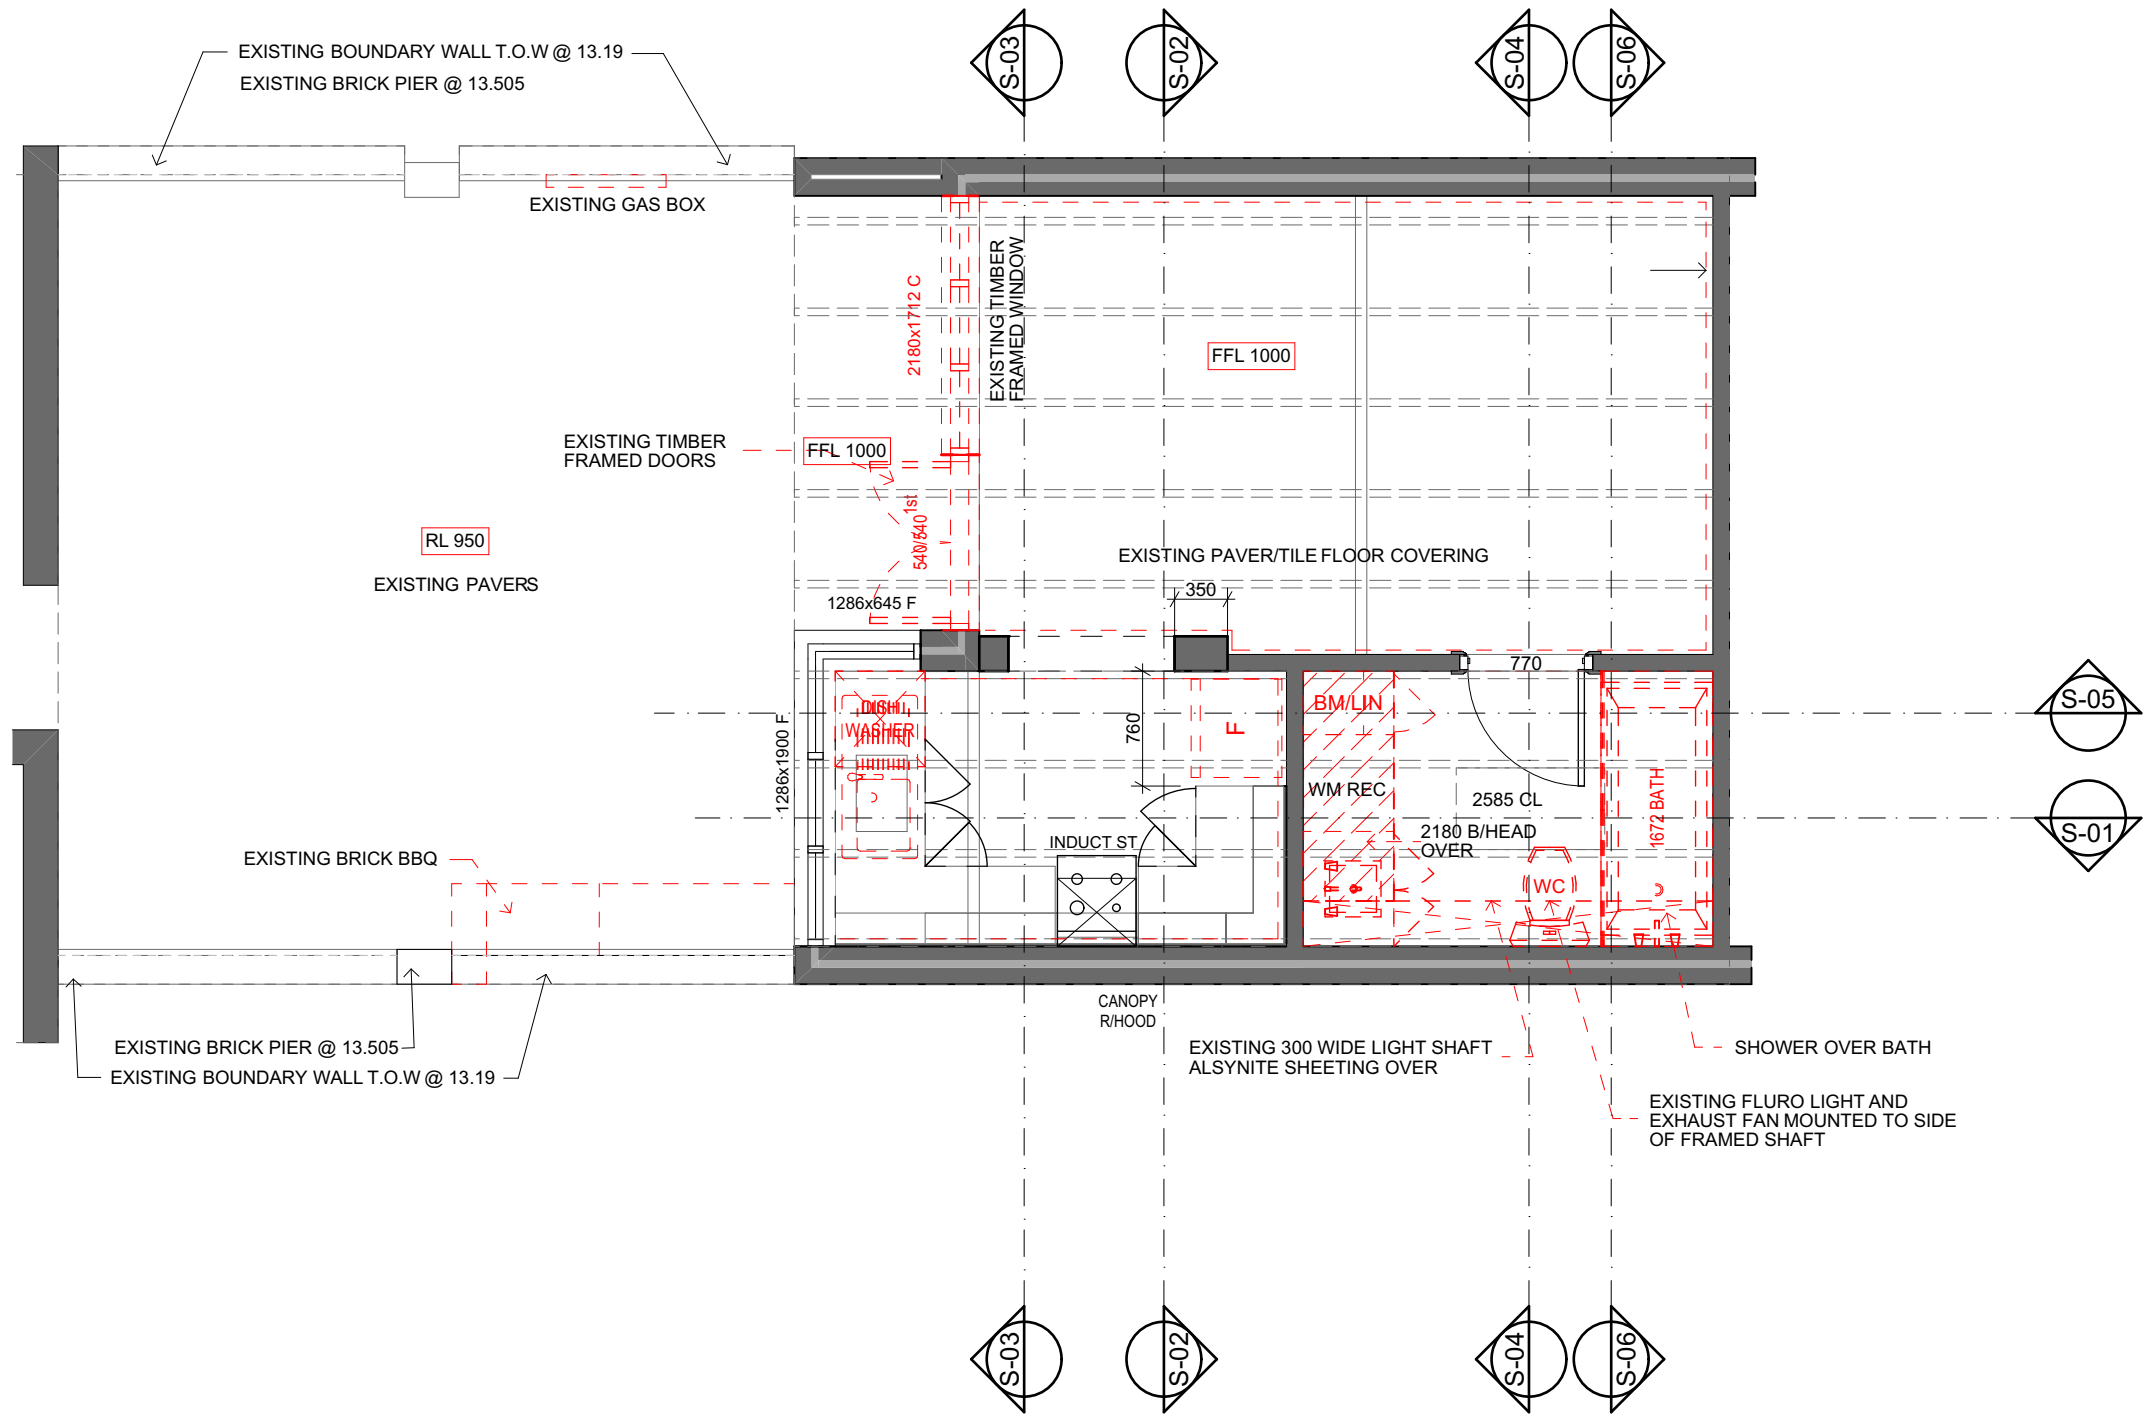 S-03
S-02
S-04
S-06
EXISTING BOUNDARY WALL T.O.W @ 13.19
EXISTING BRICK PIER @ 13.505
EXISTING GAS BOX
2180x1712 C
EXISTING TIMBER
FRAMED WINDOW
FFL 1000
EXISTING TIMBER
FRAMED DOORS
FFL 1000
1st
540/540
RL 950
EXISTING PAVERS
EXISTING PAVER/TILE FLOOR COVERING
350
1286x645 F
770
DISH
WASHER
760
F
BM/LIN
S-05
1286x1900 F
WM REC
2585 CL
1672 BATH
2180 B/HEAD
OVER
S-01
INDUCT ST
EXISTING BRICK BBQ
WC
CANOPY
R/HOOD
EXISTING BRICK PIER @ 13.505
EXISTING BOUNDARY WALL T.O.W @ 13.19
EXISTING 300 WIDE LIGHT SHAFT
ALSYNITE SHEETING OVER
SHOWER OVER BATH
EXISTING FLURO LIGHT AND
EXHAUST FAN MOUNTED TO SIDE
OF FRAMED SHAFT
S-03
S-02
S-04
S-06